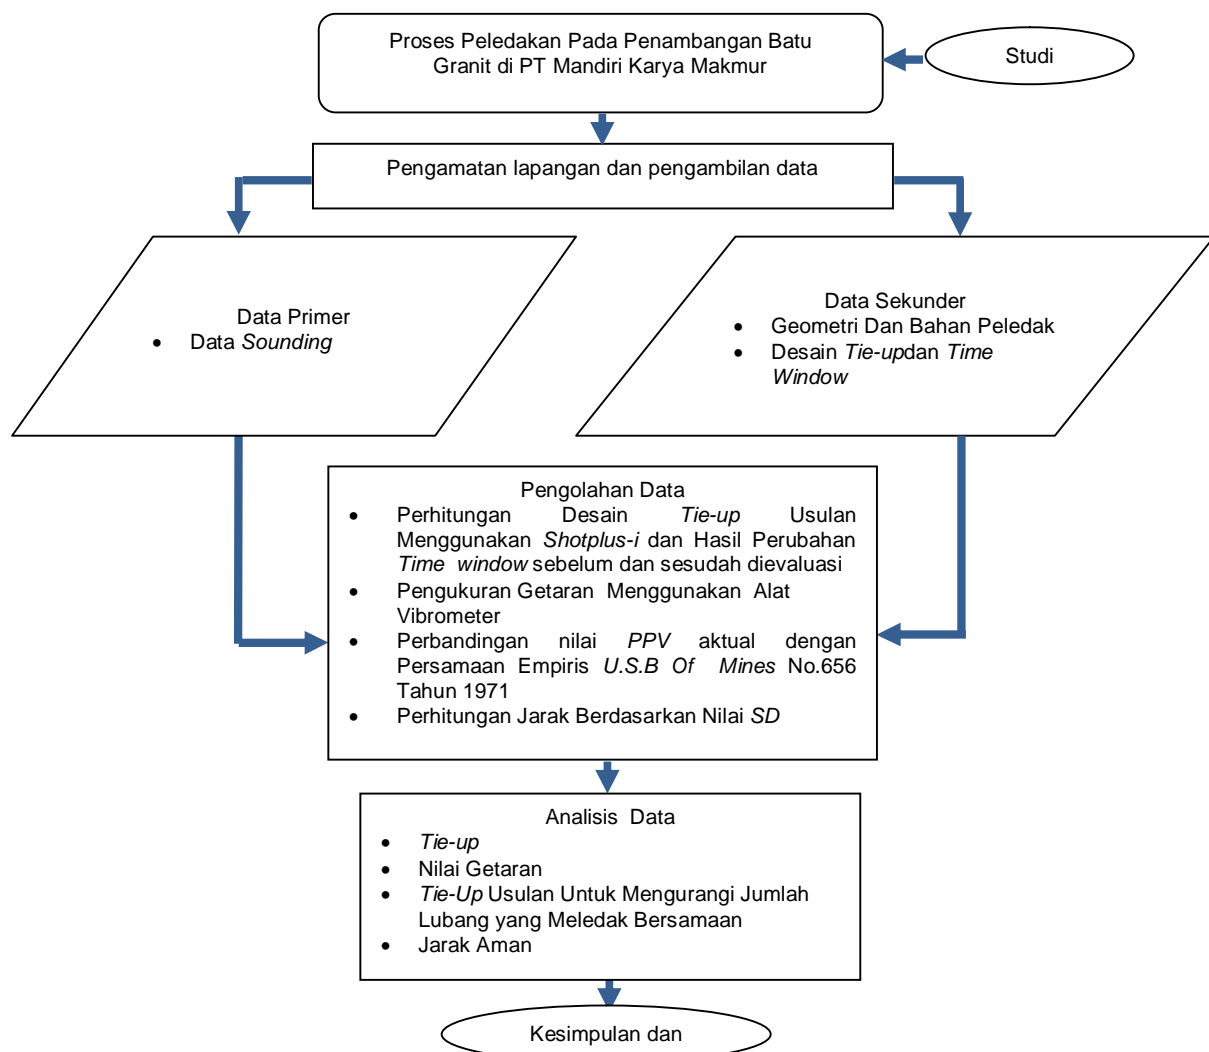 Proses Peledakan Pada Penambangan Batu
Granit di PT Mandiri Karya Makmur
Studi
Pengamatan lapangan dan pengambilan data
Data Primer
• Data Sounding
Data Sekunder
• Geometri Dan Bahan Peledak
• Desain Tie-updan Time
Window
Pengolahan Data
• Perhitungan Desain Tie-up Usulan
Menggunakan Shotplus-i dan Hasil Perubahan
Time window sebelum dan sesudah dievaluasi
• Pengukuran Getaran Menggunakan Alat
Vibrometer
• Perbandingan nilai PPV aktual dengan
Persamaan Empiris U.S.B Of Mines No.656
Tahun 1971
• Perhitungan Jarak Berdasarkan Nilai SD
Analisis Data
• Tie-up
• Nilai Getaran
• Tie-Up Usulan Untuk Mengurangi Jumlah
Lubang yang Meledak Bersamaan
• Jarak Aman
Kesimpulan dan